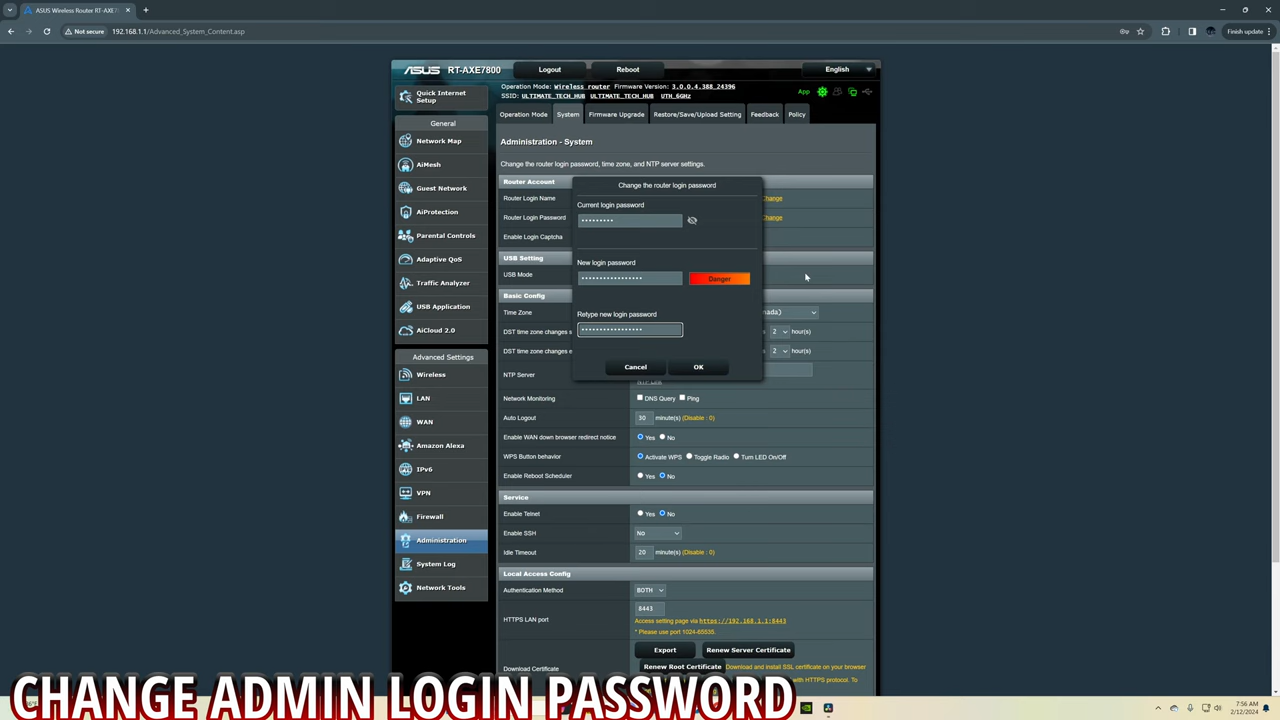 ASUS Wireless Router RT-AXE78
Not secure
192.168.1.1/Advanced_System_Content.asp
Finish update
ASUS RT-AXE7800
Logout
Reboot
English
Operation Mode: Wireless router Firmware Version: 3.0.0.4.388_24396
SSID: ULTIMATE_TECH_HUB ULTIMATE_TECH_HUB UTH_6GHz
App
Quick Internet
Setup
General
Network Map
AiMesh
Guest Network
AiProtection
Parental Controls
Adaptive QoS
Traffic Analyzer
USB Application
AiCloud 2.0
Advanced Settings
Wireless
LAN
WAN
Amazon Alexa
IPv6
VPN
Firewall
Administration
System Log
Network Tools
Operation Mode
System
Firmware Upgrade
Restore/Save/Upload Setting
Feedback
Policy
Administration - System
Change the router login password, time zone, and NTP server settings.
Router Account
Router Login Name
Change
Router Login Password
Change
Enable Login Captcha
USB Setting
USB Mode
Basic Config
Time Zone
nada)
DST time zone changes s
2
hour(s)
DST time zone changes e
2
hour(s)
NTP Server
Network Monitoring
DNS Query
Ping
Auto Logout
30 minute(s) (Disable : 0)
Enable WAN down browser redirect notice
Yes No
WPS Button behavior
Activate WPS Toggle Radio Turn LED On/Off
Enable Reboot Scheduler
Yes No
Service
Enable Telnet
Yes No
Enable SSH
No
Idle Timeout
20 minute(s) (Disable : 0)
Local Access Config
Authentication Method
BOTH
HTTPS LAN port
8443
Access setting page via https://192.168.1.1:8443
* Please use port 1024-65535.
Download Certificate
Export
Renew Server Certificate
Renew Root Certificate
Download and install SSL certificate on your browser
with HTTPS protocol. To
Change the router login password
Current login password
•••••••••
New login password
•••••••••••••••••
Danger
Retype new login password
•••••••••••••••••
Cancel
OK
CHANGE ADMIN LOGIN PASSWORD
7:56 AM
2/12/2024